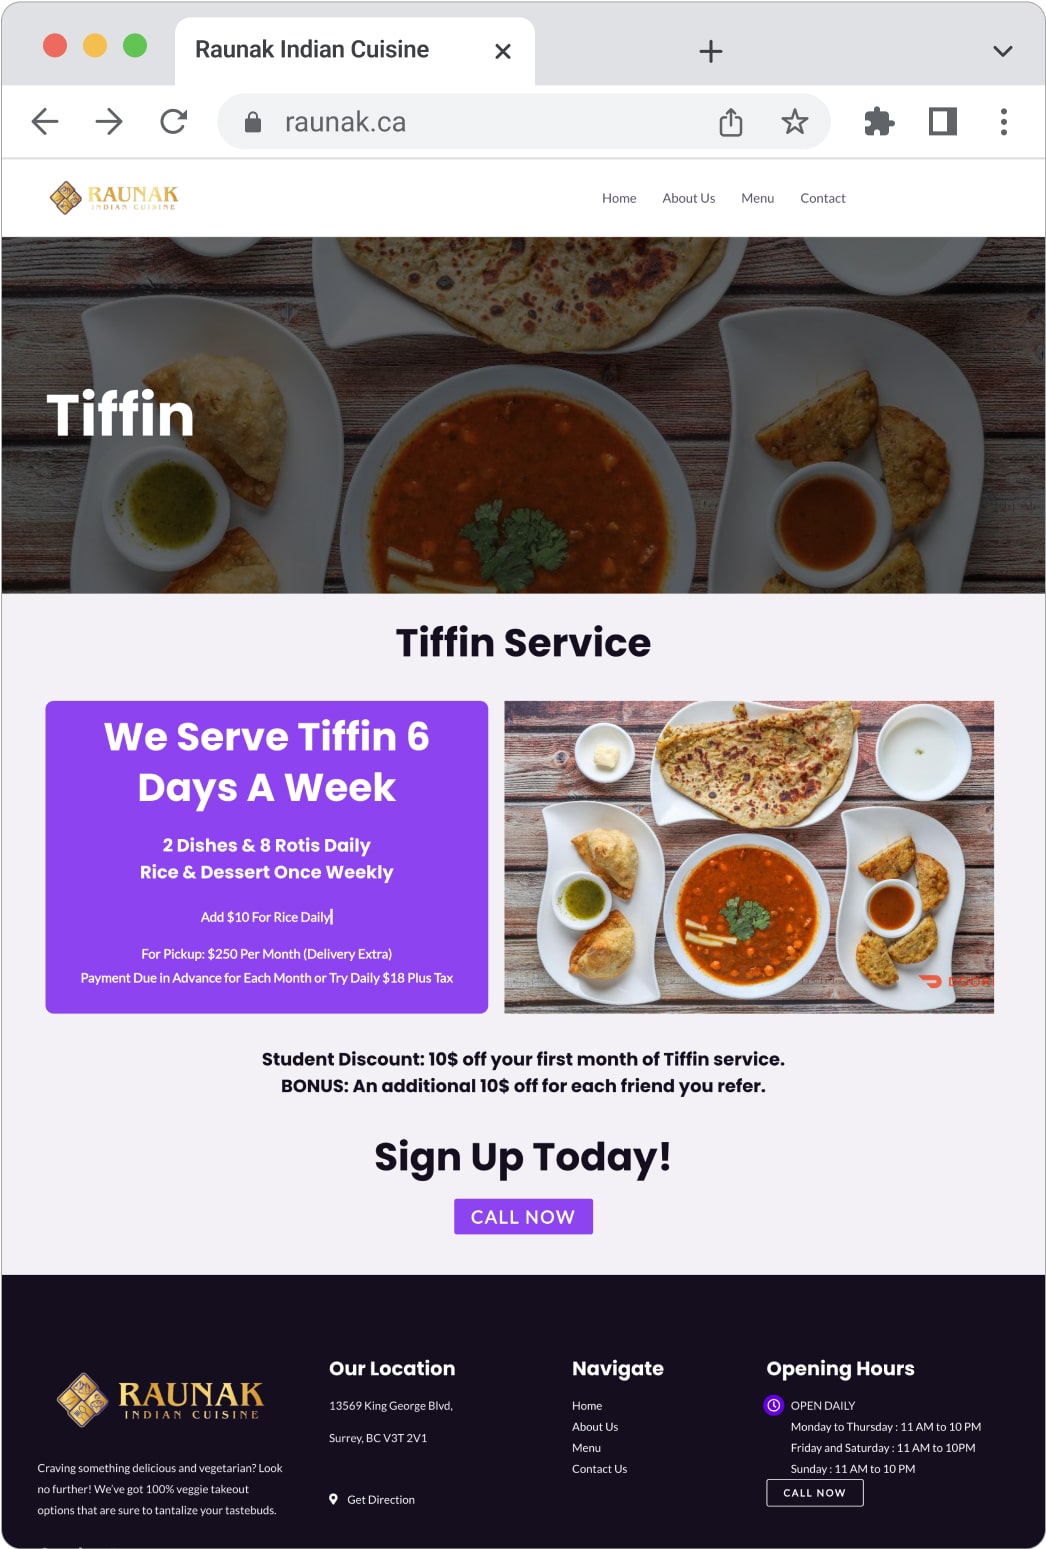 Raunak Indian Cuisine
raunak.ca
RAUNAK
INDIAN CUISINE
Home About Us Menu Contact
Tiffin
Tiffin Service
We Serve Tiffin 6
Days A Week
2 Dishes & 8 Rotis Daily
Rice & Dessert Once Weekly
Add $10 For Rice Daily
For Pickup: $250 Per Month (Delivery Extra)
Payment Due in Advance for Each Month or Try Daily $18 Plus Tax
Student Discount: 10$ off your first month of Tiffin service.
BONUS: An additional 10$ off for each friend you refer.
Sign Up Today!
CALL NOW
RAUNAK
INDIAN CUISINE
Craving something delicious and vegetarian? Look
no further! We've got 100% veggie takeout
options that are sure to tantalize your tastebuds.
Our Location
13569 King George Blvd,
Surrey, BC V3T 2V1
Get Direction
Navigate
Home
About Us
Menu
Contact Us
Opening Hours
OPEN DAILY
Monday to Thursday : 11 AM to 10 PM
Friday and Saturday : 11 AM to 10PM
Sunday : 11 AM to 10 PM
CALL NOW